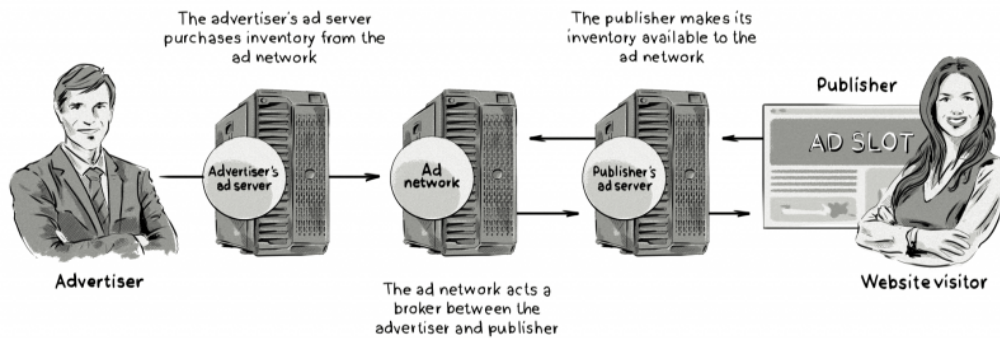 The advertiser's ad server
purchases inventory from the
ad network
The publisher makes its
inventory available to the
ad network
Publisher
AD SLOT
Advertiser's
ad server
Ad
network
Publisher's
ad server
Advertiser
Website visitor
The ad network acts a
broker between the
advertiser and publisher